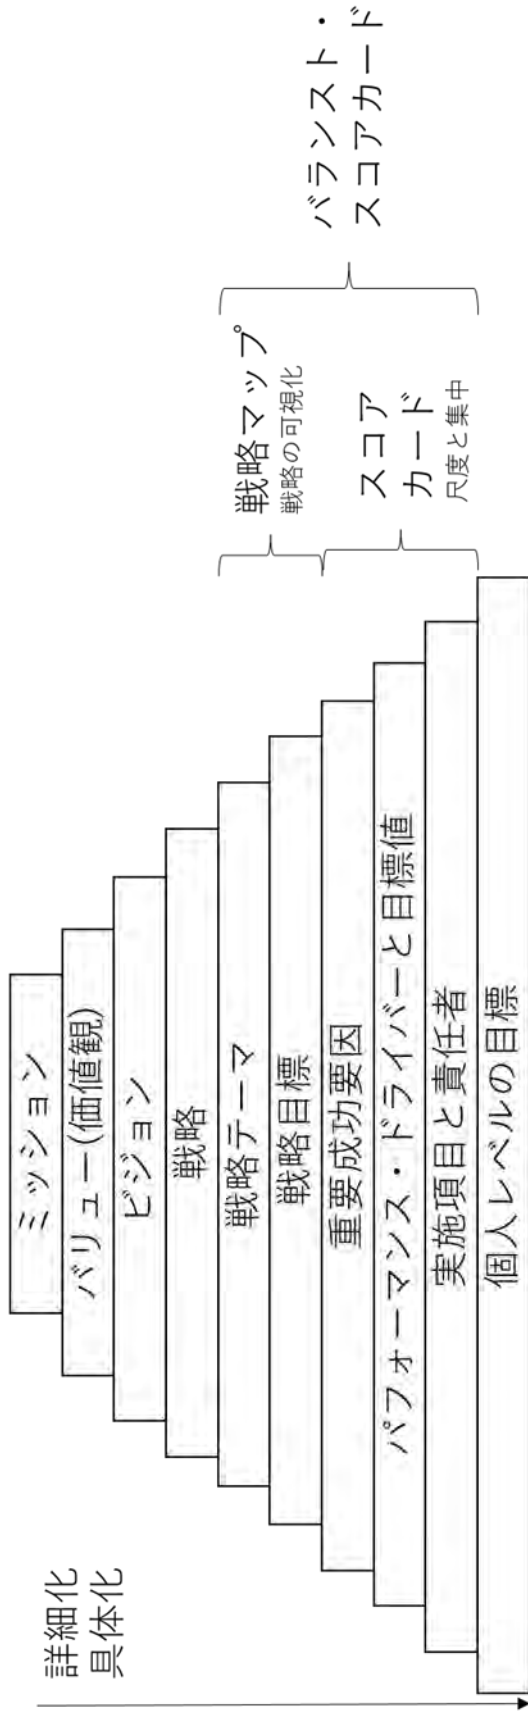 詳細化
具体化
ミッション
バリュー(価値観)
ビジョン
戦略
戦略テーマ
戦略目標
重要成功要因
パフォーマンス・ドライバーと目標値
実施項目と責任者
個人レベルの目標
戦略マップ
戦略の可視化
スコア
カード
尺度と集中
バランスト・
スコアカード